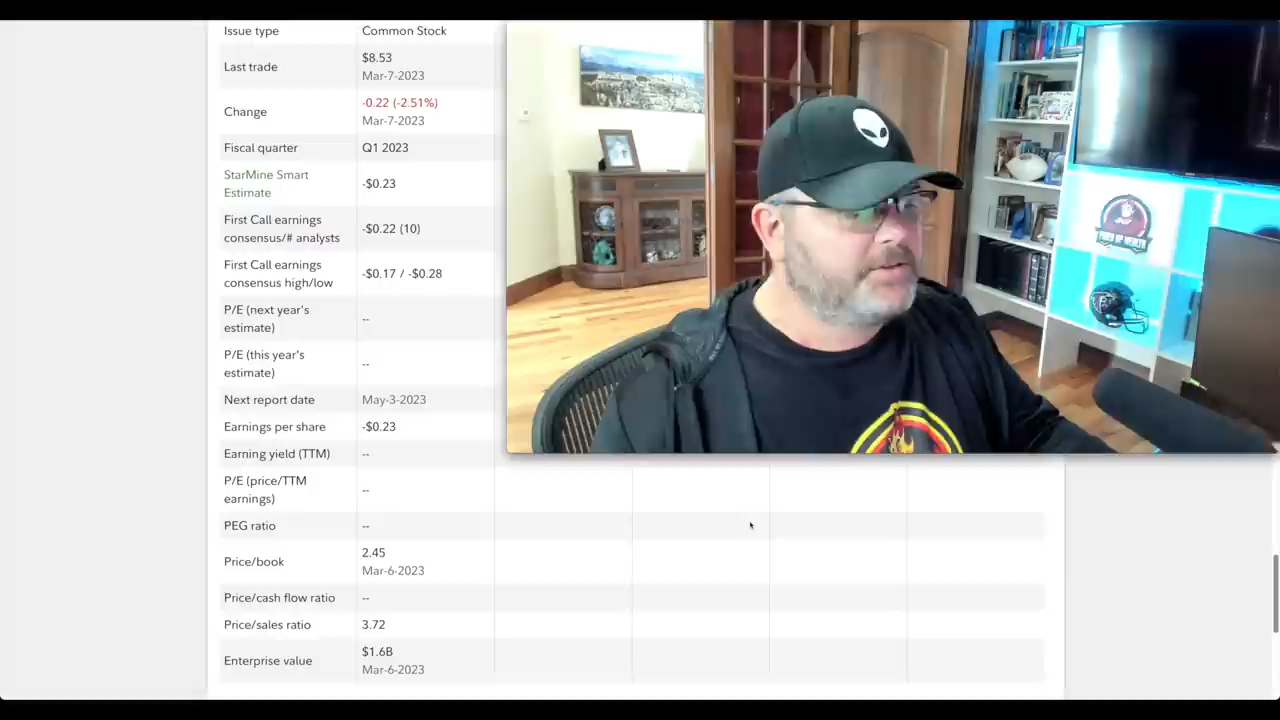 Issue type
Common Stock
Last trade
$8.53
Mar-7-2023
Change
-0.22 (-2.51%)
Mar-7-2023
Fiscal quarter
Q1 2023
StarMine Smart
Estimate
-$0.23
First Call earnings
consensus/# analysts
-$0.22 (10)
First Call earnings
consensus high/low
-$0.17 / -$0.28
P/E (next year's
estimate)
--
P/E (this year's
estimate)
--
Next report date
May-3-2023
Earnings per share
-$0.23
Earning yield (TTM)
--
P/E (price/TTM
earnings)
--
PEG ratio
--
Price/book
2.45
Mar-6-2023
Price/cash flow ratio
--
Price/sales ratio
3.72
Enterprise value
$1.6B
Mar-6-2023